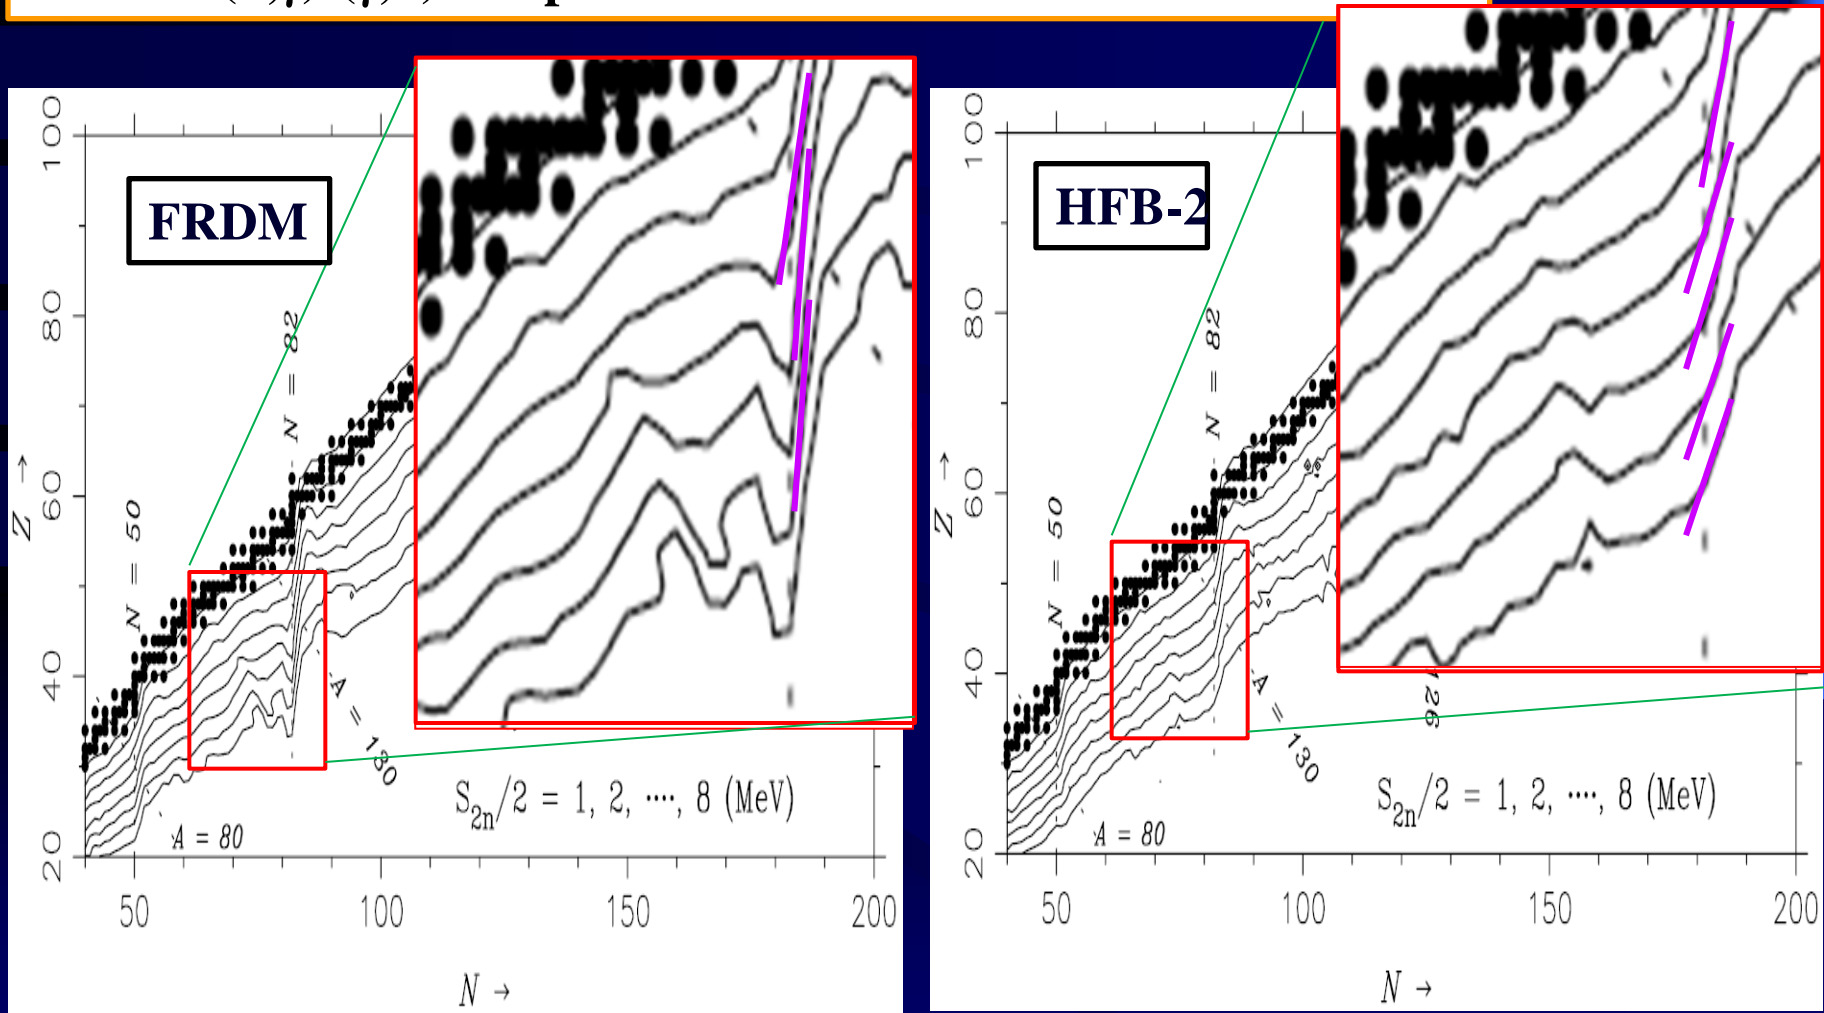 FRDM
100
80
60
40
20
Z →
N = 50
N = 82
A = 130
A = 80
S2n/2 = 1, 2, ····, 8 (MeV)
50
100
150
200
N →
HFB-2
100
80
60
40
20
Z →
N = 50
N = 82
A = 130
A = 80
126
S2n/2 = 1, 2, ····, 8 (MeV)
50
100
150
200
N →